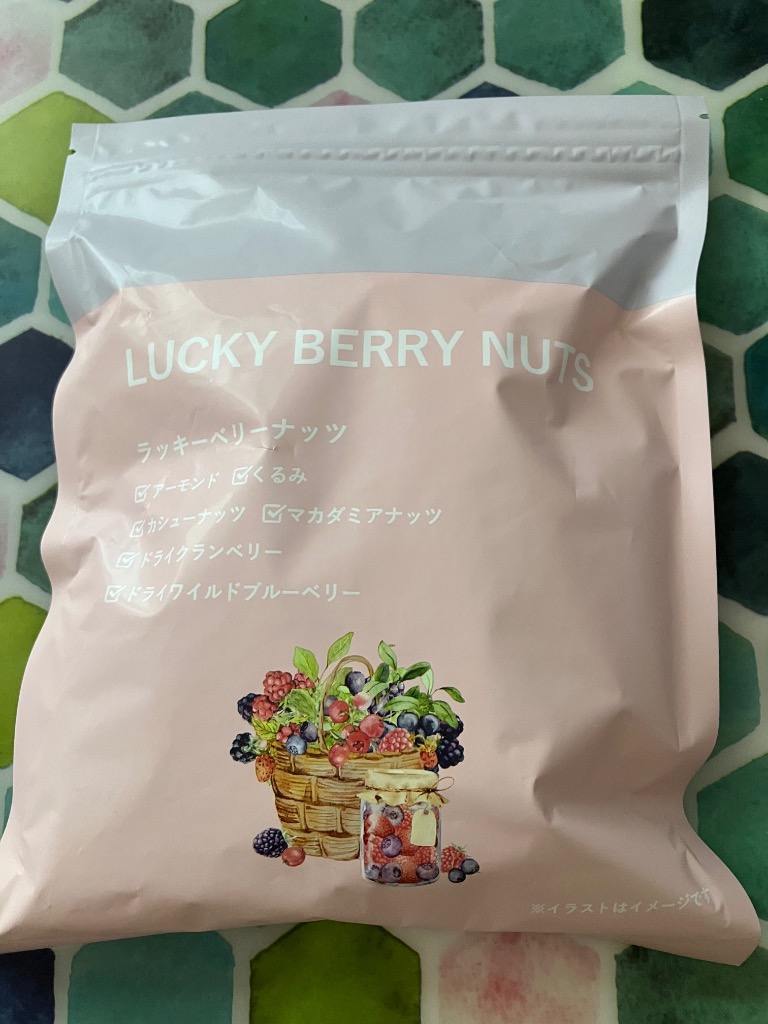 LUCKY BERRY NUTS
ラッキーベリーナッツ
☑アーモンド ☑くるみ
☑カシューナッツ ☑マカダミアナッツ
☑ドライクランベリー
☑ドライワイルドブルーベリー
※イラストはイメージです